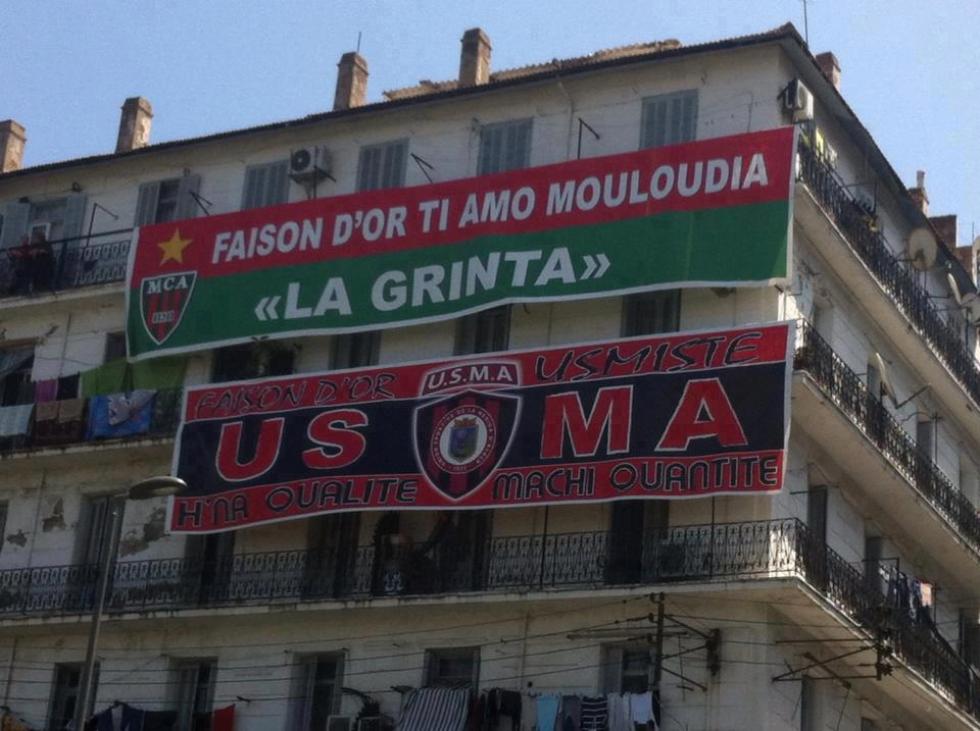 FAISON D'OR TI AMO MOULOUDIA
«LA GRINTA»
MCA
FAISON D'OR
U.S.M.A
USMISTE
US MA
H'NA QUALITE
MACHI QUANTITE